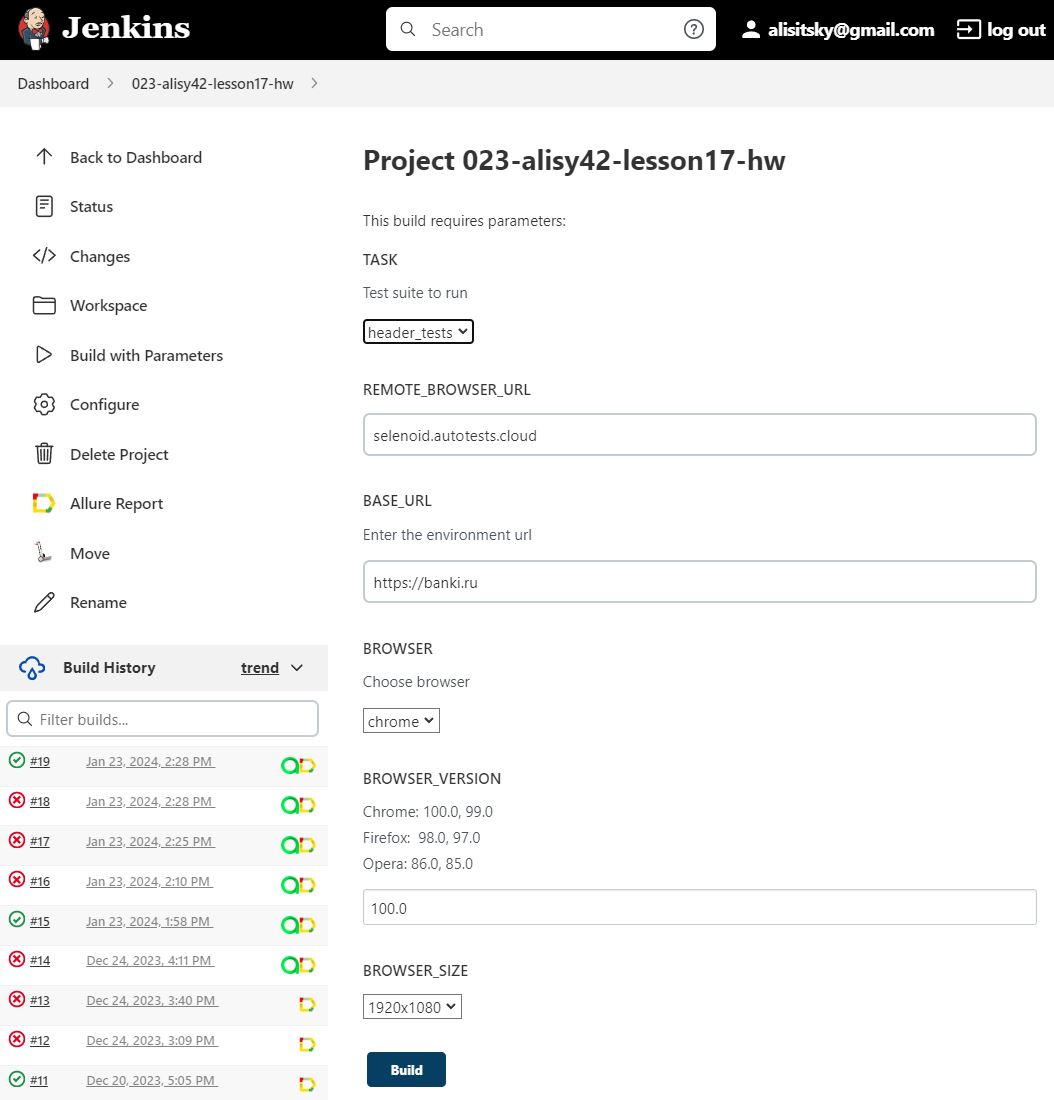 Jenkins
Search
alisitsky@gmail.com
log out
Dashboard
023-alisy42-lesson17-hw
Back to Dashboard
Status
Changes
Workspace
Build with Parameters
Configure
Delete Project
Allure Report
Move
Rename
Build History
trend
Filter builds...
#19 Jan 23, 2024, 2:28 PM
#18 Jan 23, 2024, 2:28 PM
#17 Jan 23, 2024, 2:25 PM
#16 Jan 23, 2024, 2:10 PM
#15 Jan 23, 2024, 1:58 PM
#14 Dec 24, 2023, 4:11 PM
#13 Dec 24, 2023, 3:40 PM
#12 Dec 24, 2023, 3:09 PM
#11 Dec 20, 2023, 5:05 PM
Project 023-alisy42-lesson17-hw
This build requires parameters:
TASK
Test suite to run
header_tests
REMOTE_BROWSER_URL
selenoid.autotests.cloud
BASE_URL
Enter the environment url
https://banki.ru
BROWSER
Choose browser
chrome
BROWSER_VERSION
Chrome: 100.0, 99.0
Firefox: 98.0, 97.0
Opera: 86.0, 85.0
100.0
BROWSER_SIZE
1920x1080
Build